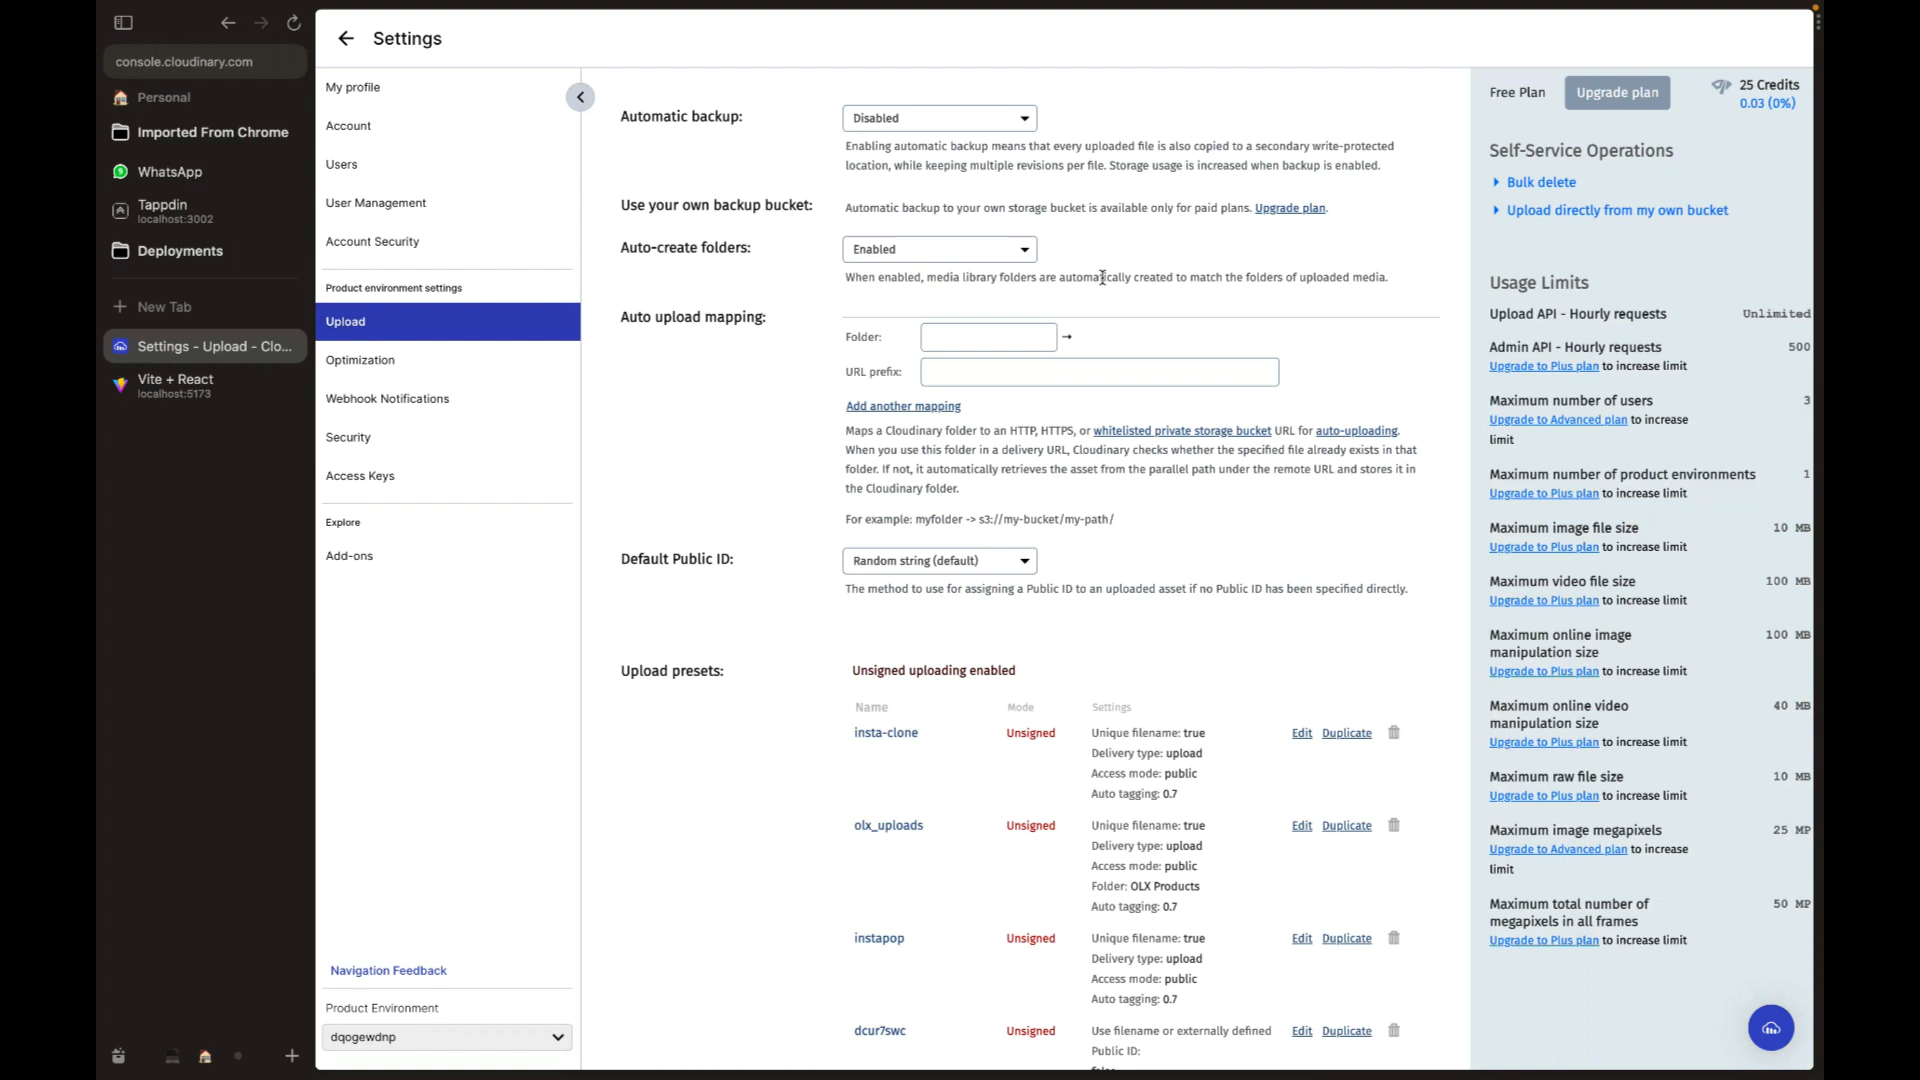 console.cloudinary.com
Personal
Imported From Chrome
WhatsApp
Tappdin
localhost:3002
Deployments
New Tab
Settings - Upload - Clo...
Vite + React
localhost:5173
Settings
My profile
Account
Users
User Management
Account Security
Product environment settings
Upload
Optimization
Webhook Notifications
Security
Access Keys
Explore
Add-ons
Navigation Feedback
Product Environment
dqogewdnp
Automatic backup:
Disabled
Enabling automatic backup means that every uploaded file is also copied to a secondary write-protected
location, while keeping multiple revisions per file. Storage usage is increased when backup is enabled.
Use your own backup bucket:
Automatic backup to your own storage bucket is available only for paid plans. Upgrade plan.
Auto-create folders:
Enabled
When enabled, media library folders are automatically created to match the folders of uploaded media.
Auto upload mapping:
Folder: →
URL prefix:
Add another mapping
Maps a Cloudinary folder to an HTTP, HTTPS, or whitelisted private storage bucket URL for auto-uploading.
When you use this folder in a delivery URL, Cloudinary checks whether the specified file already exists in that
folder. If not, it automatically retrieves the asset from the parallel path under the remote URL and stores it in
the Cloudinary folder.
For example: myfolder -> s3://my-bucket/my-path/
Default Public ID:
Random string (default)
The method to use for assigning a Public ID to an uploaded asset if no Public ID has been specified directly.
Upload presets:
Unsigned uploading enabled
Name Mode Settings
insta-clone Unsigned Unique filename: true Edit Duplicate
Delivery type: upload
Access mode: public
Auto tagging: 0.7
olx_uploads Unsigned Unique filename: true Edit Duplicate
Delivery type: upload
Access mode: public
Folder: OLX Products
Auto tagging: 0.7
instapop Unsigned Unique filename: true Edit Duplicate
Delivery type: upload
Access mode: public
Auto tagging: 0.7
dcur7swc Unsigned Use filename or externally defined Edit Duplicate
Public ID:
Free Plan
Upgrade plan
25 Credits
0.03 (0%)
Self-Service Operations
Bulk delete
Upload directly from my own bucket
Usage Limits
Upload API - Hourly requests Unlimited
Admin API - Hourly requests 500
Upgrade to Plus plan to increase limit
Maximum number of users 3
Upgrade to Advanced plan to increase
limit
Maximum number of product environments 1
Upgrade to Plus plan to increase limit
Maximum image file size 10 MB
Upgrade to Plus plan to increase limit
Maximum video file size 100 MB
Upgrade to Plus plan to increase limit
Maximum online image 100 MB
manipulation size
Upgrade to Plus plan to increase limit
Maximum online video 40 MB
manipulation size
Upgrade to Plus plan to increase limit
Maximum raw file size 10 MB
Upgrade to Plus plan to increase limit
Maximum image megapixels 25 MP
Upgrade to Advanced plan to increase
limit
Maximum total number of 50 MP
megapixels in all frames
Upgrade to Plus plan to increase limit